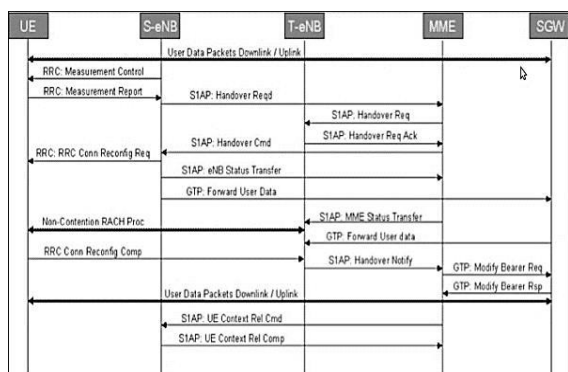 UE S-eNB T-eNB MME SGW
User Data Packets Downlink / Uplink
RRC: Measurement Control
RRC: Measurement Report
S1AP: Handover Reqd
S1AP: Handover Req
S1AP: Handover Req Ack
S1AP: Handover Cmd
RRC: RRC Conn Reconfig Req
S1AP: eNB Status Transfer
GTP: Forward User Data
S1AP: MME Status Transfer
Non-Contention RACH Proc
GTP: Forward User data
RRC Conn Reconfig Comp
S1AP: Handover Notify
GTP: Modify Bearer Req
GTP: Modify Bearer Rsp
User Data Packets Downlink / Uplink
S1AP: UE Context Rel Cmd
S1AP: UE Context Rel Comp